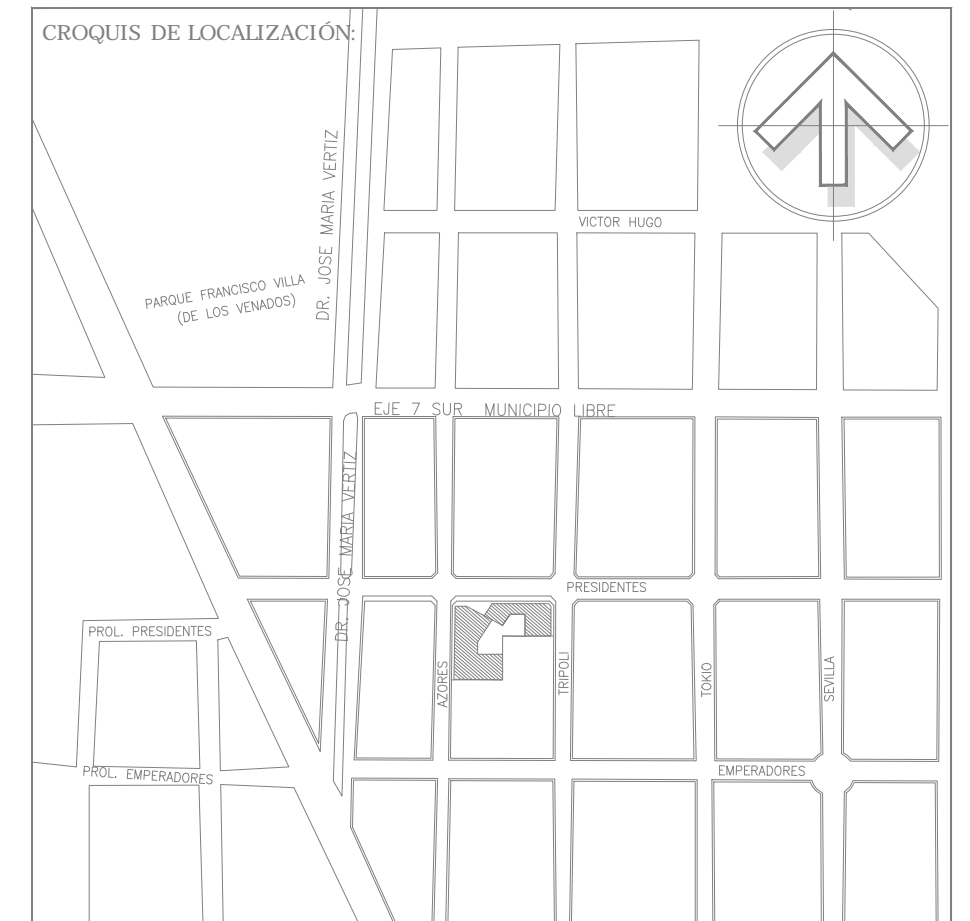 CROQUIS DE LOCALIZACIÓN:
DR. JOSE MARIA VERTIZ
VICTOR HUGO
PARQUE FRANCISCO VILLA
(DE LOS VENADOS)
EJE 7 SUR MUNICIPIO LIBRE
DR. JOSE MARIA VERTIZ
PRESIDENTES
PROL. PRESIDENTES
AZORES
TRIPOLI
TOKIO
SEVILLA
PROL. EMPERADORES
EMPERADORES